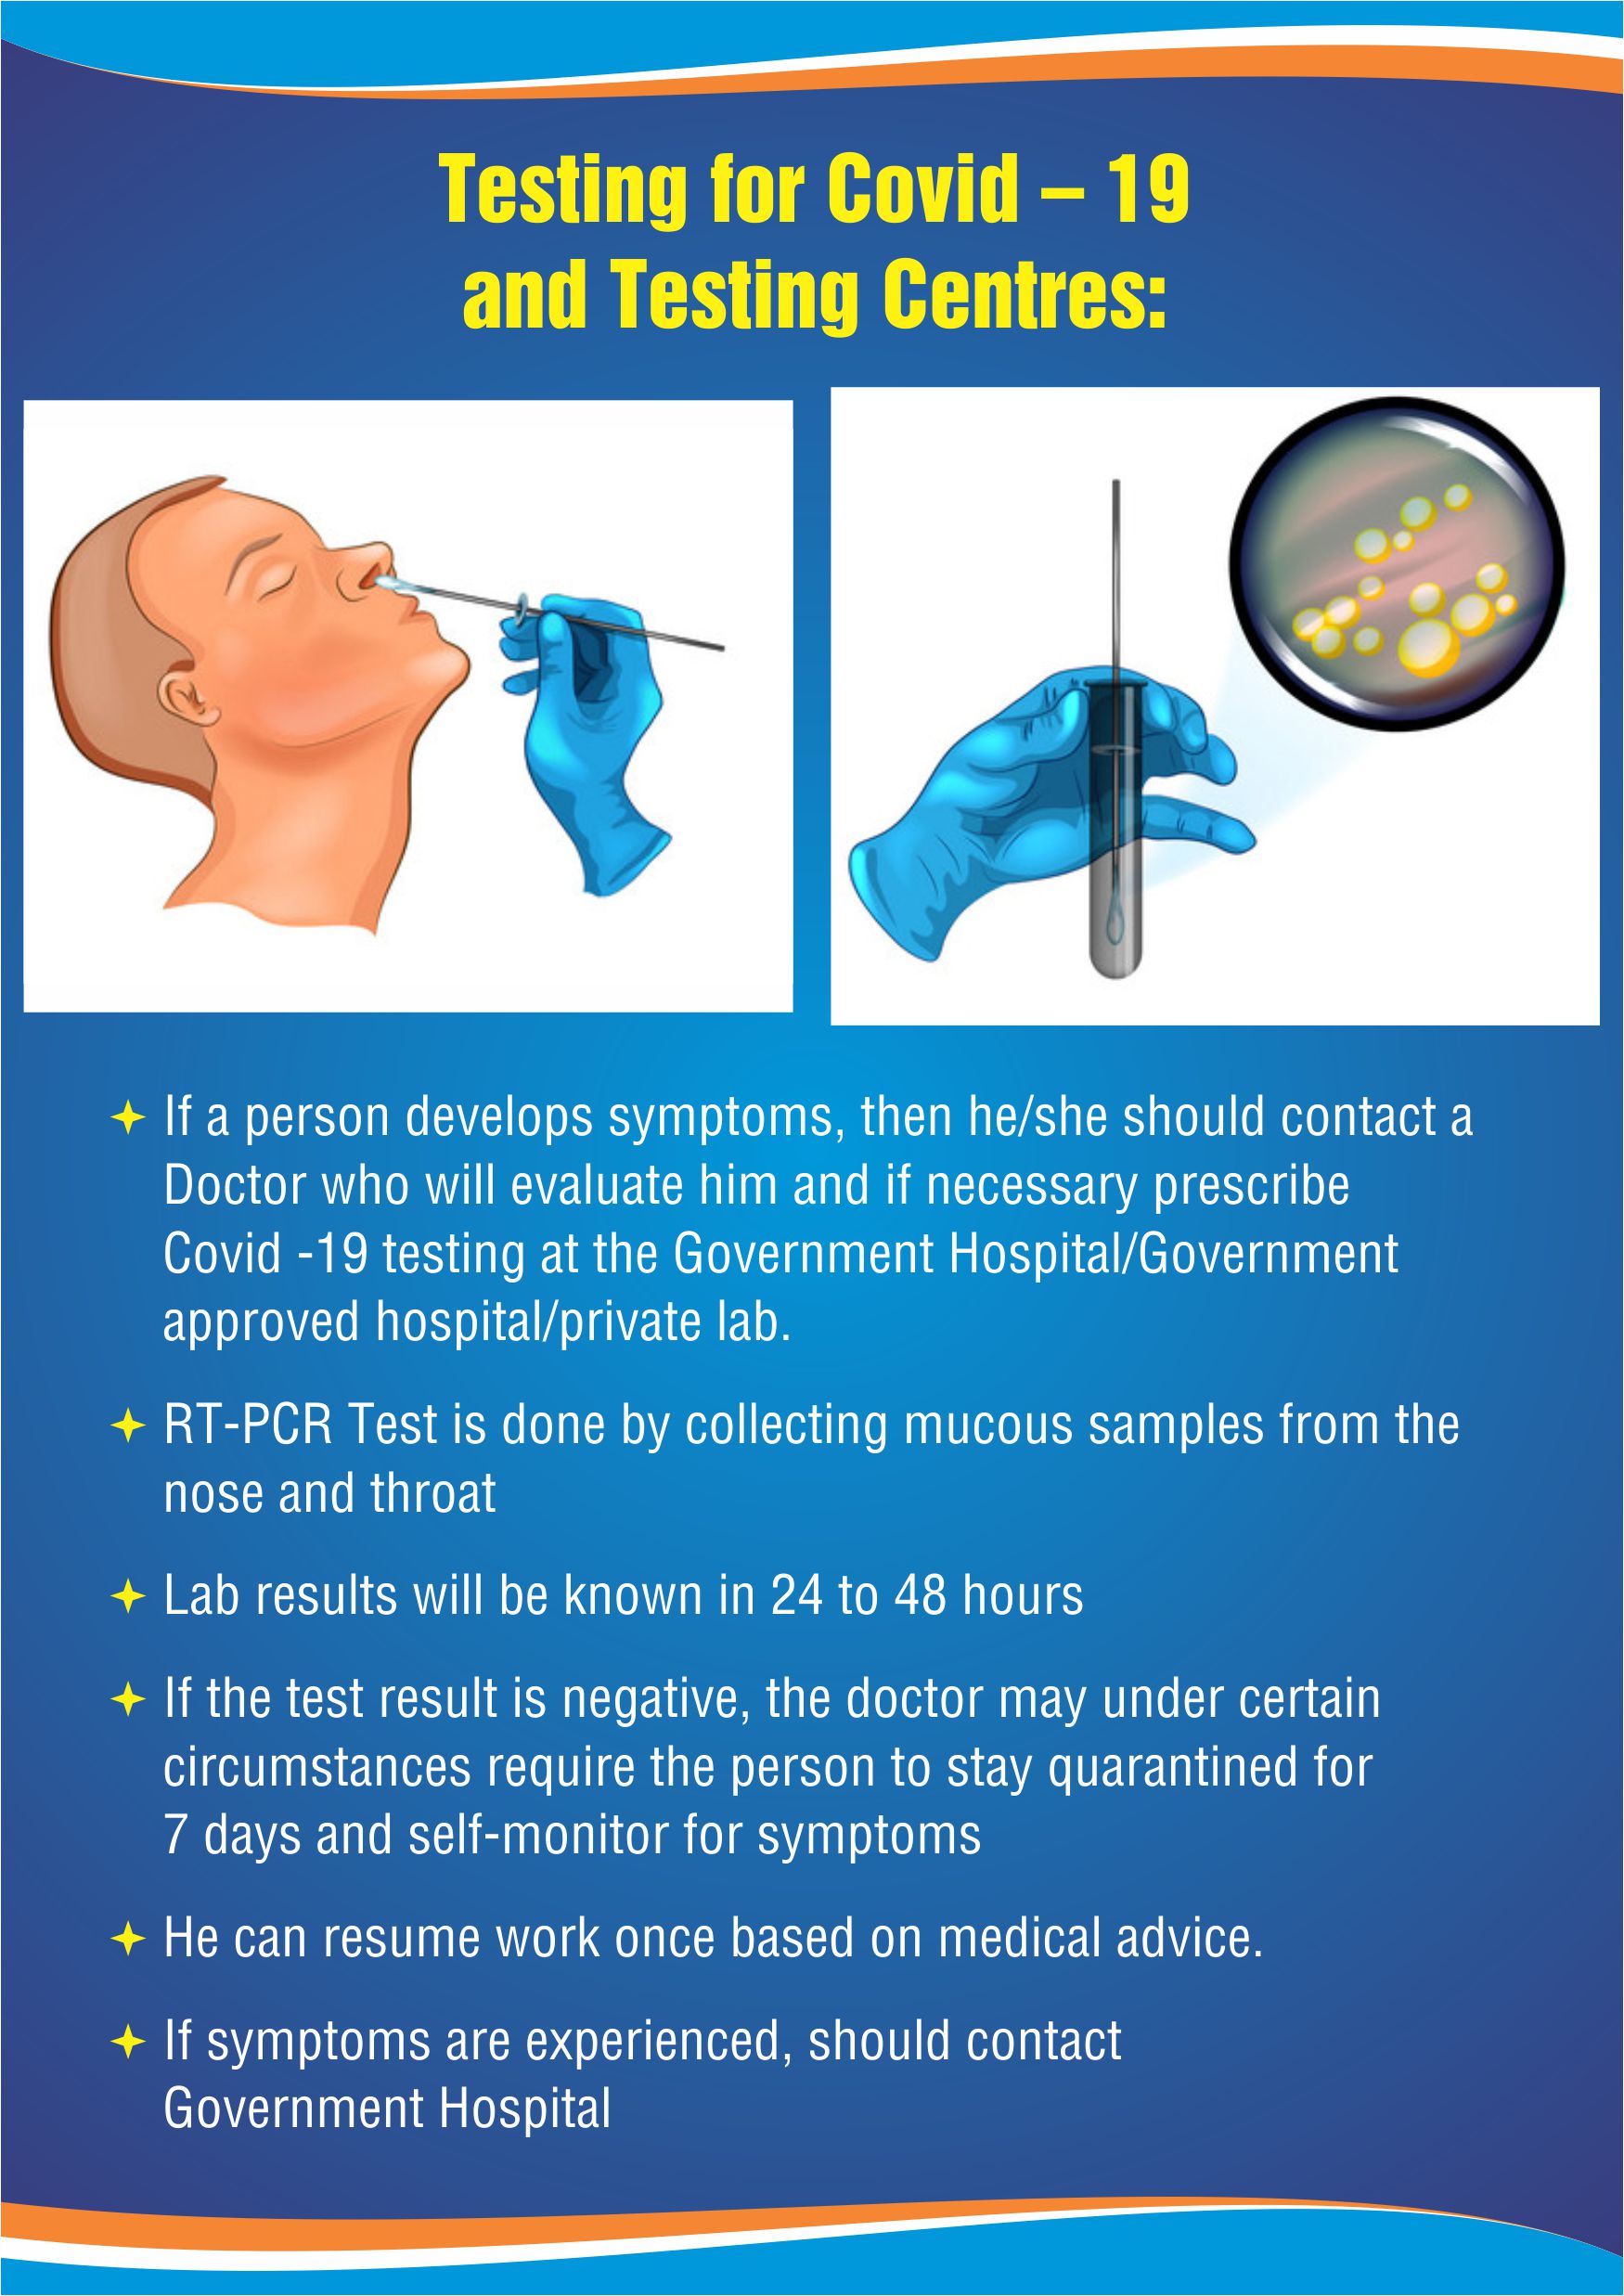 Testing for Covid – 19
and Testing Centres:
If a person develops symptoms, then he/she should contact a
Doctor who will evaluate him and if necessary prescribe
Covid -19 testing at the Government Hospital/Government
approved hospital/private lab.
RT-PCR Test is done by collecting mucous samples from the
nose and throat
Lab results will be known in 24 to 48 hours
If the test result is negative, the doctor may under certain
circumstances require the person to stay quarantined for
7 days and self-monitor for symptoms
He can resume work once based on medical advice.
If symptoms are experienced, should contact
Government Hospital